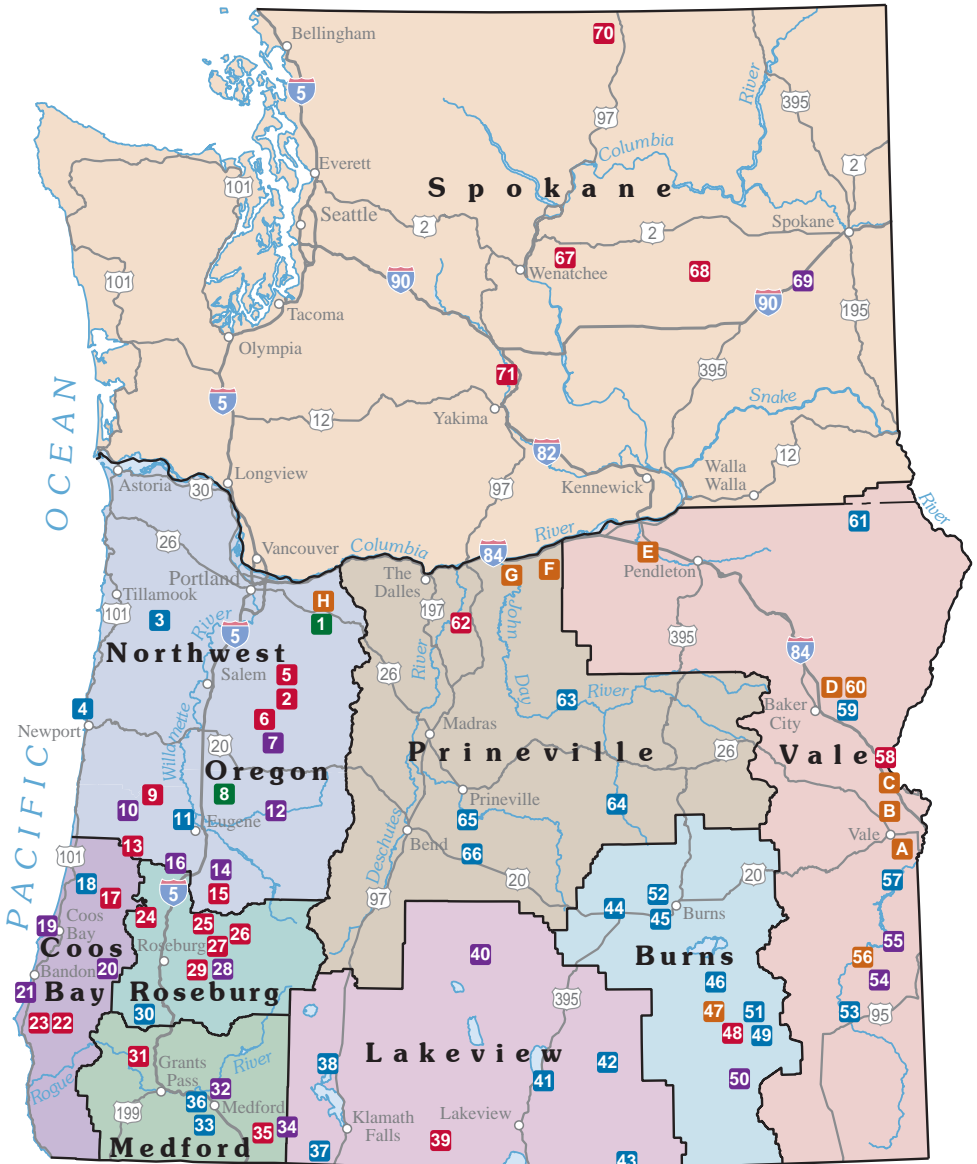 70
Bellingham
5
395
River
97
Columbia
2
Everett
101
Spokane
Seattle
2
2
Spokane
67
68
Wenatchee
69
90
90
101
195
Tacoma
Olympia
71
395
Snake
5
Yakima
12
82
12
Walla
Walla
OCEAN
Longview
97
Kennewick
Astoria
30
River
61
River
26
Vancouver
Columbia
84
E
Pendleton
The
Dalles
G
F
Portland
Tillamook
101
H
197
John
3
River
1
62
5
395
Northwest
84
Salem
5
26
River
Day
River
D
60
2
63
59
4
6
Baker
City
Newport
Willamette
20
7
Madras
Prineville
26
Vale
58
Oregon
C
9
8
Prineville
64
B
10
11
12
65
Eugene
Vale
PACIFIC
13
Bend
66
A
101
16
14
Deschutes
20
20
57
18
5
15
52
17
97
44
45
Burns
24
25
19
Coos
Bay
26
55
Roseburg
27
40
Burns
56
Coos
Bandon
20
29
28
54
46
21
Bay
Roseburg
395
30
47
51
53
95
23
22
48
49
31
Grants
Pass
River
Lakeview
38
42
Rogue
32
41
50
36
Medford
199
33
34
Klamath
Falls
Lakeview
35
39
Medford
37
43